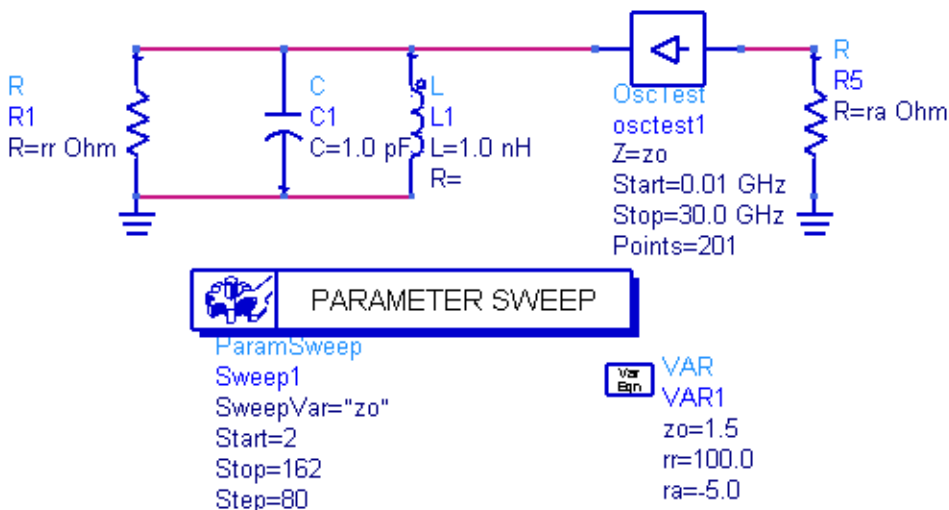 R
R1
R=rr Ohm
C
C1
C=1.0 pF
L
L1
L=1.0 nH
R=
OscTest
osctest1
Z=zo
Start=0.01 GHz
Stop=30.0 GHz
Points=201
R
R5
R=ra Ohm
PARAMETER SWEEP
ParamSweep
Sweep1
SweepVar="zo"
Start=2
Stop=162
Step=80
Var
Eqn
VAR
VAR1
zo=1.5
rr=100.0
ra=-5.0